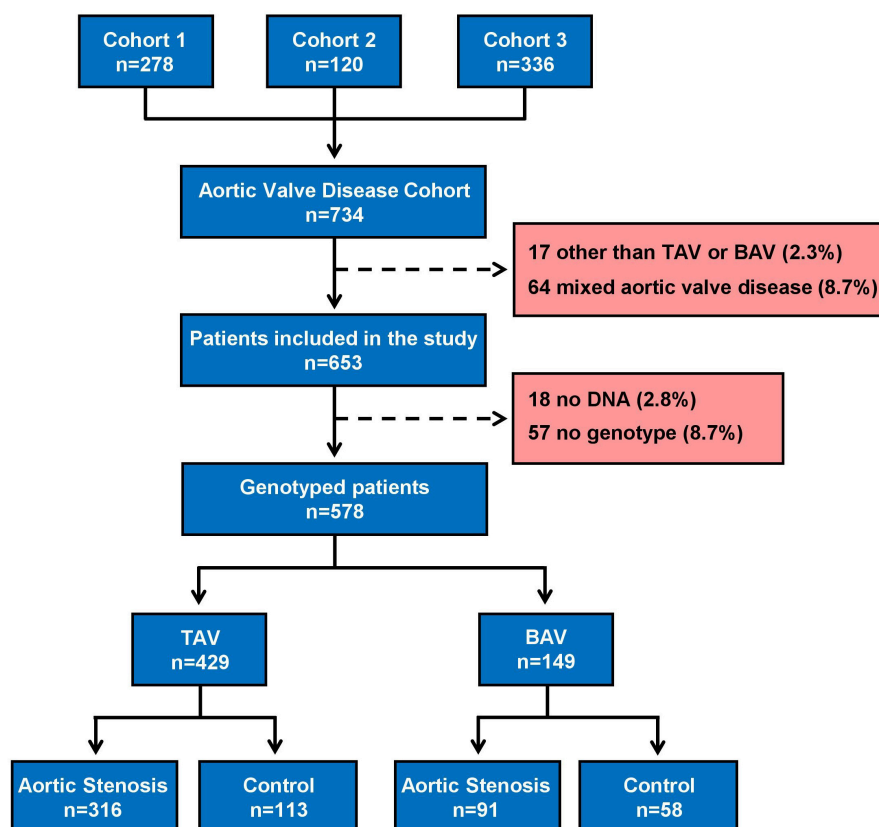 Cohort 1
n=278
Cohort 2
n=120
Cohort 3
n=336
Aortic Valve Disease Cohort
n=734
17 other than TAV or BAV (2.3%)
64 mixed aortic valve disease (8.7%)
Patients included in the study
n=653
18 no DNA (2.8%)
57 no genotype (8.7%)
Genotyped patients
n=578
TAV
n=429
BAV
n=149
Aortic Stenosis
n=316
Control
n=113
Aortic Stenosis
n=91
Control
n=58